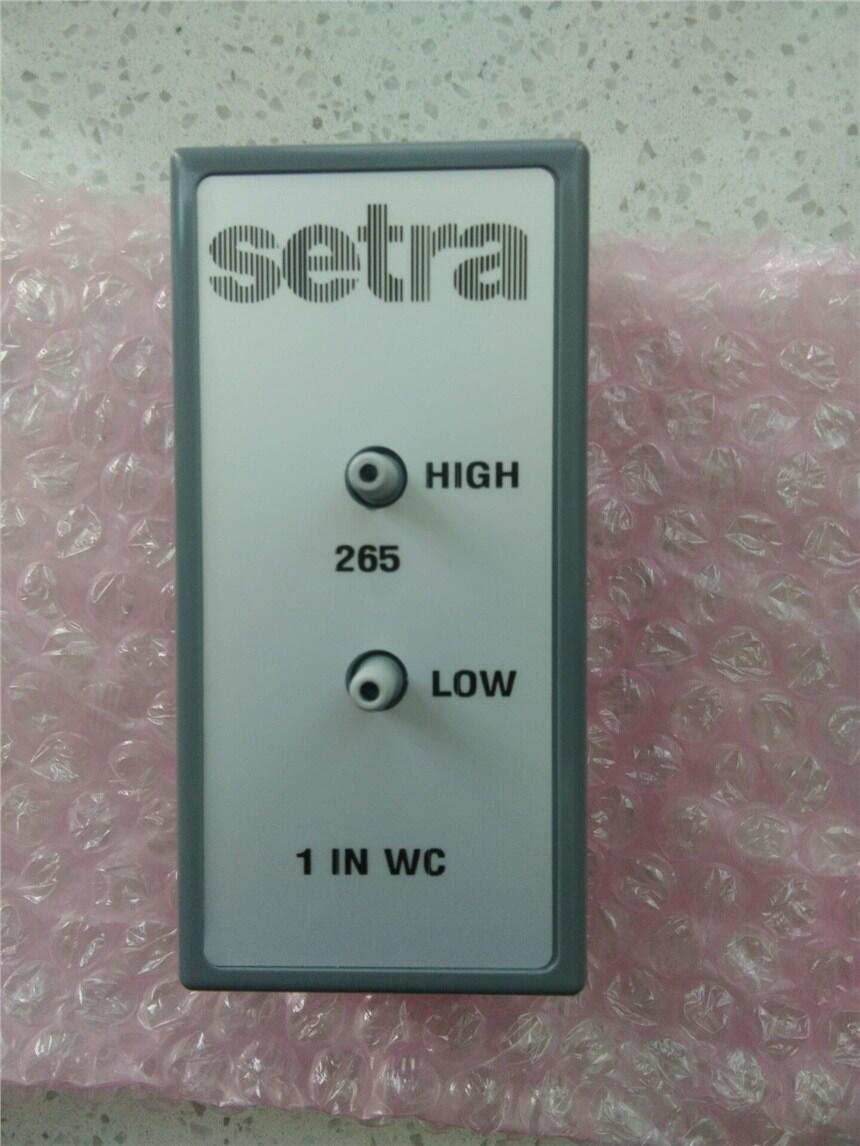 setra
HIGH
265
LOW
1 IN WC